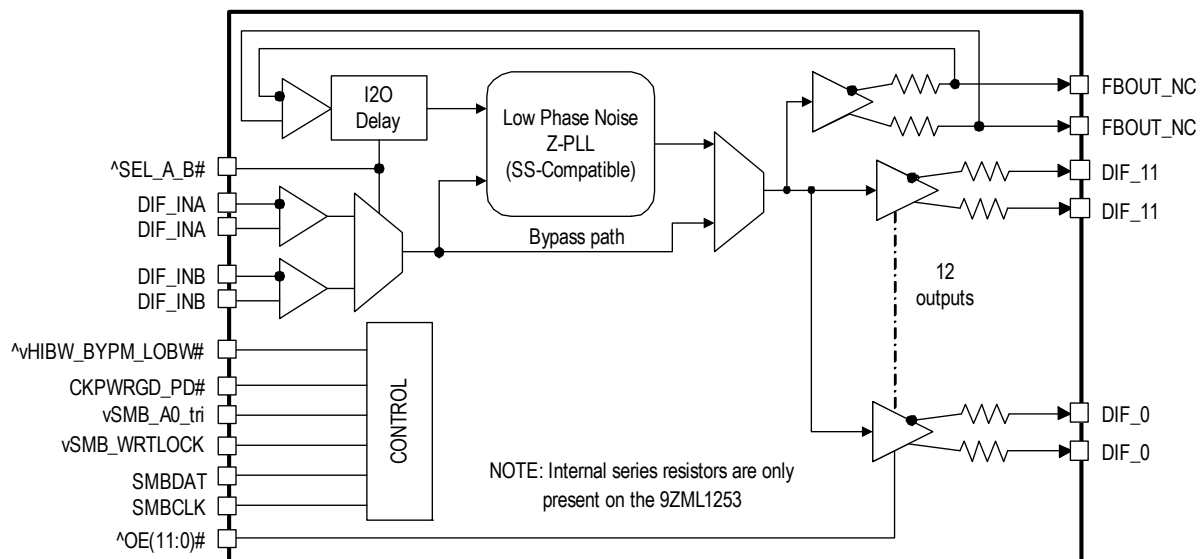 I2O
Delay
Low Phase Noise
Z-PLL
(SS-Compatible)
FBOUT_NC
FBOUT_NC
^SEL_A_B#
DIF_INA
DIF_INA
DIF_INB
DIF_INB
Bypass path
DIF_11
DIF_11
12
outputs
^vHIBW_BYPM_LOBW#
CKPWRGD_PD#
vSMB_A0_tri
vSMB_WRTLOCK
SMBDAT
SMBCLK
^OE(11:0)#
CONTROL
NOTE: Internal series resistors are only
present on the 9ZML1253
DIF_0
DIF_0